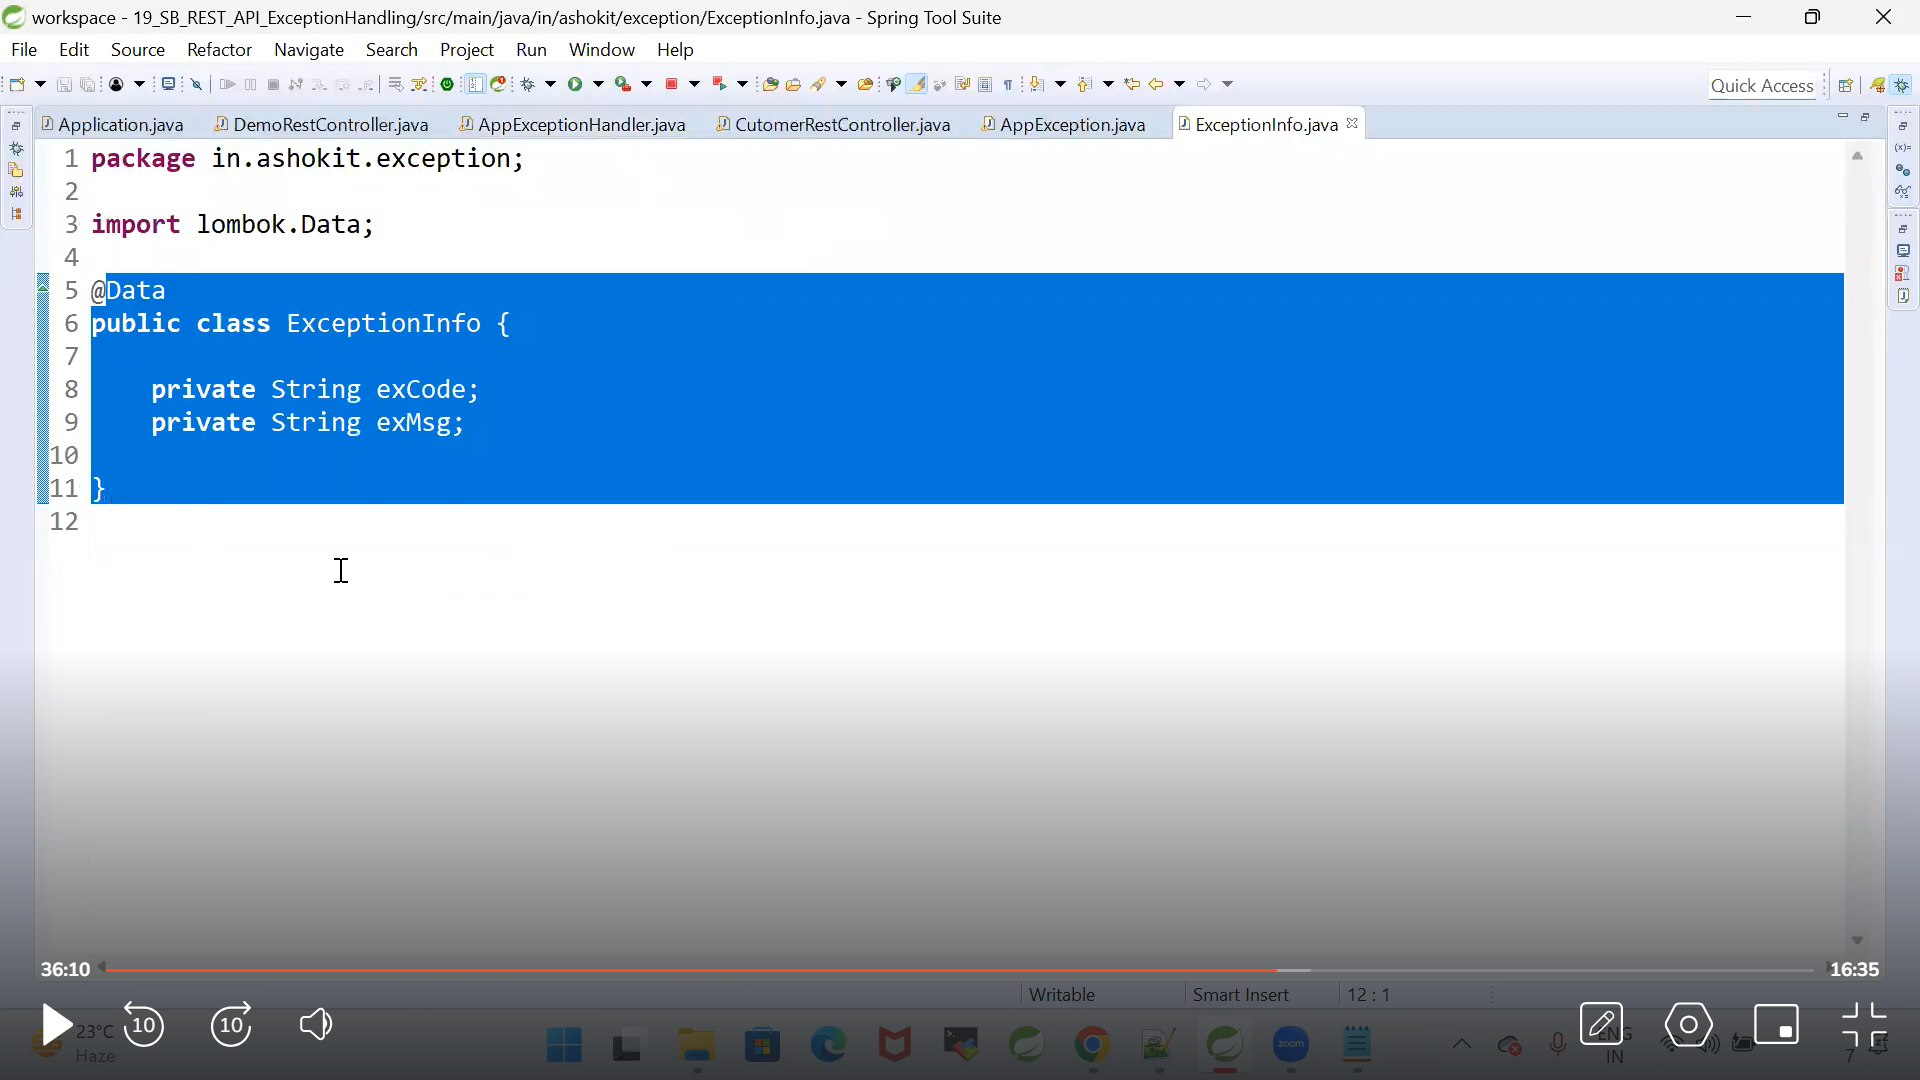 workspace - 19_SB_REST_API_ExceptionHandling/src/main/java/in/ashokit/exception/ExceptionInfo.java - Spring Tool Suite
File Edit Source Refactor Navigate Search Project Run Window Help
Quick Access
Application.java DemoRestController.java AppExceptionHandler.java CutomerRestController.java AppException.java ExceptionInfo.java
1 package in.ashokit.exception;
2
3 import lombok.Data;
4
5 @Data
6 public class ExceptionInfo {
7
8 private String exCode;
9 private String exMsg;
10
11 }
12
36:10 16:35
Writable Smart Insert 12 : 1
10 10
23°C
Haze
zoom
ENG
IN
7